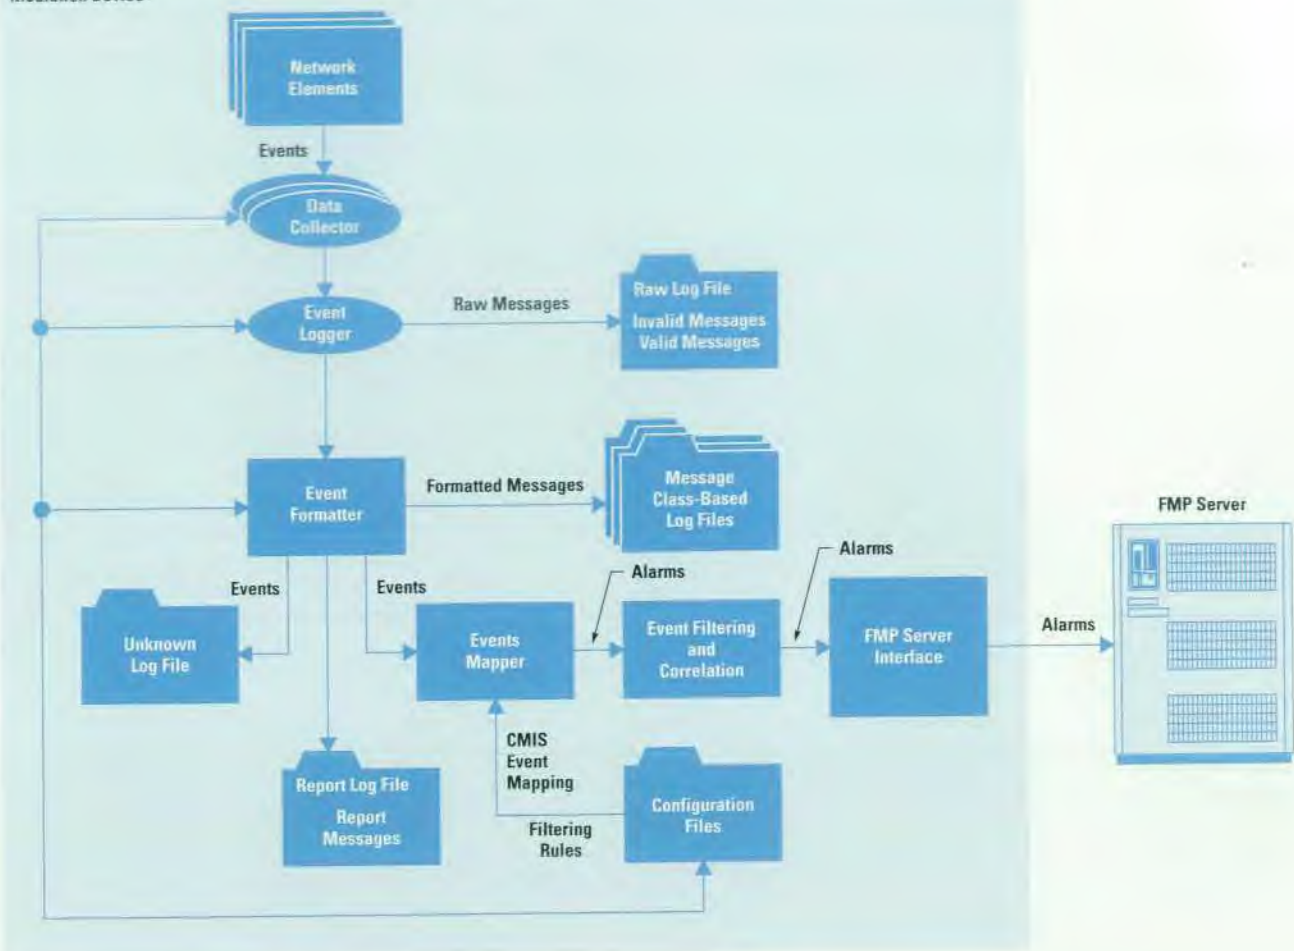 Network
Elements
Events
Data
Collector
Event
Logger
Raw Messages
Raw Log File
Invalid Messages
Valid Messages
Event
Formatter
Formatted Messages
Message
Class-Based
Log Files
FMP Server
Events
Events
Alarms
Alarms
Unknown
Log File
Events
Mapper
Event Filtering
and
Correlation
FMP Server
Interface
Alarms
CMIS
Event
Mapping
Report Log File
Report
Messages
Filtering
Rules
Configuration
Files